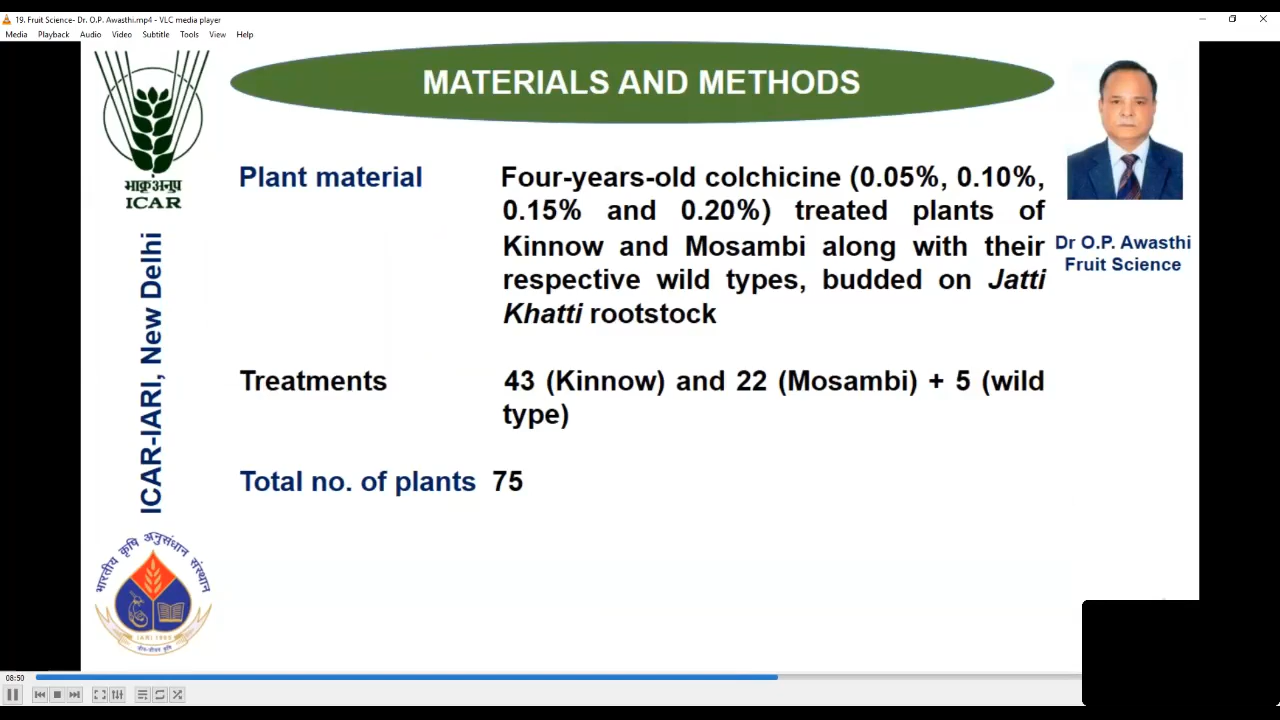 19. Fruit Science- Dr. O.P. Awasthi.mp4 - VLC media player
Media Playback Audio Video Subtitle Tools View Help
MATERIALS AND METHODS
भाकृअनुप
ICAR
ICAR-IARI, New Delhi
Plant material Four-years-old colchicine (0.05%, 0.10%,
0.15% and 0.20%) treated plants of
Kinnow and Mosambi along with their
respective wild types, budded on Jatti
Khatti rootstock
Dr O.P. Awasthi
Fruit Science
Treatments 43 (Kinnow) and 22 (Mosambi) + 5 (wild
type)
Total no. of plants 75
भारतीय कृषि अनुसंधान संस्थान
IARI 1905
08:50